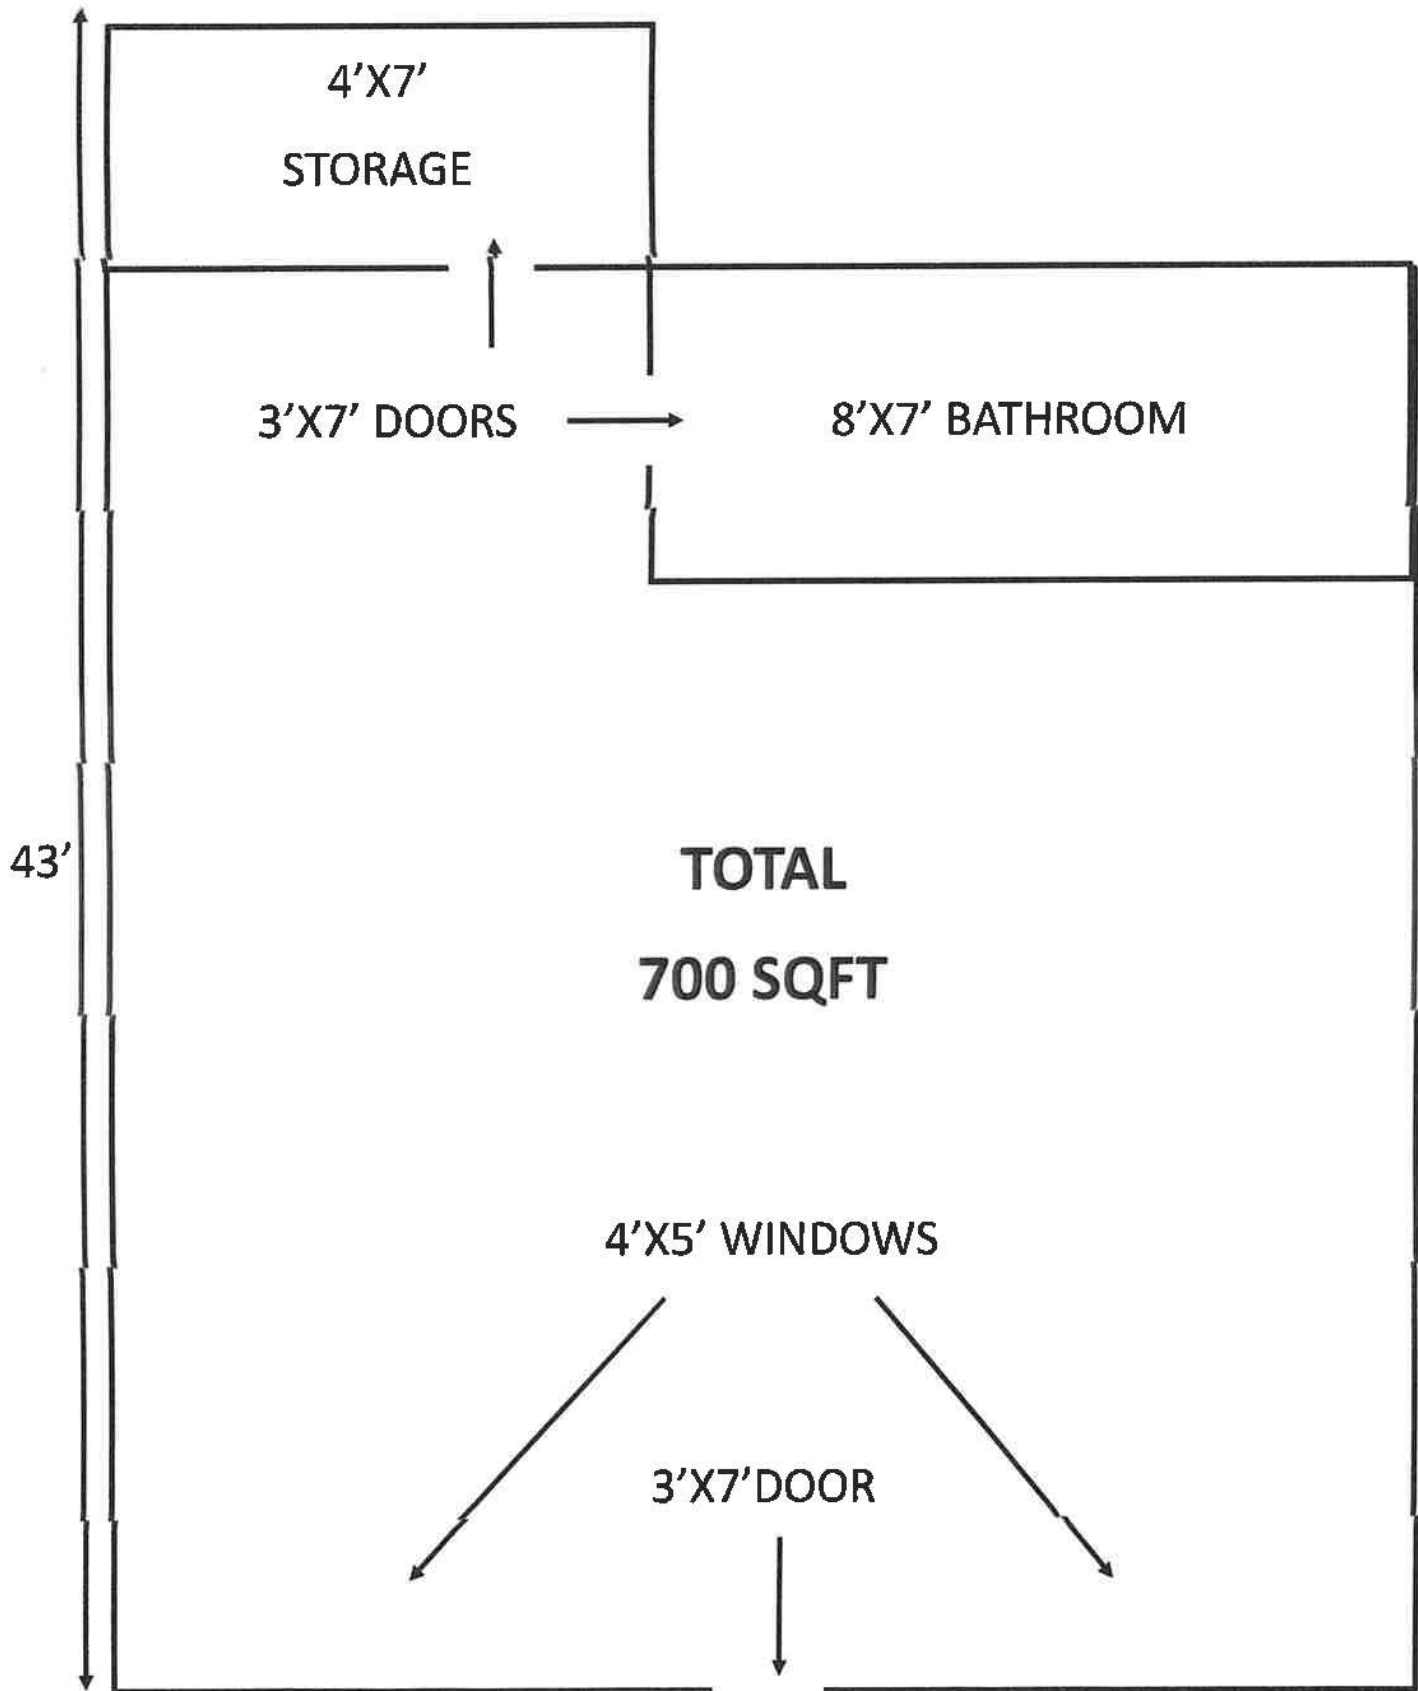 4'X7'
STORAGE
3'X7' DOORS
8'X7' BATHROOM
43'
TOTAL
700 SQFT
4'X5' WINDOWS
3'X7'DOOR